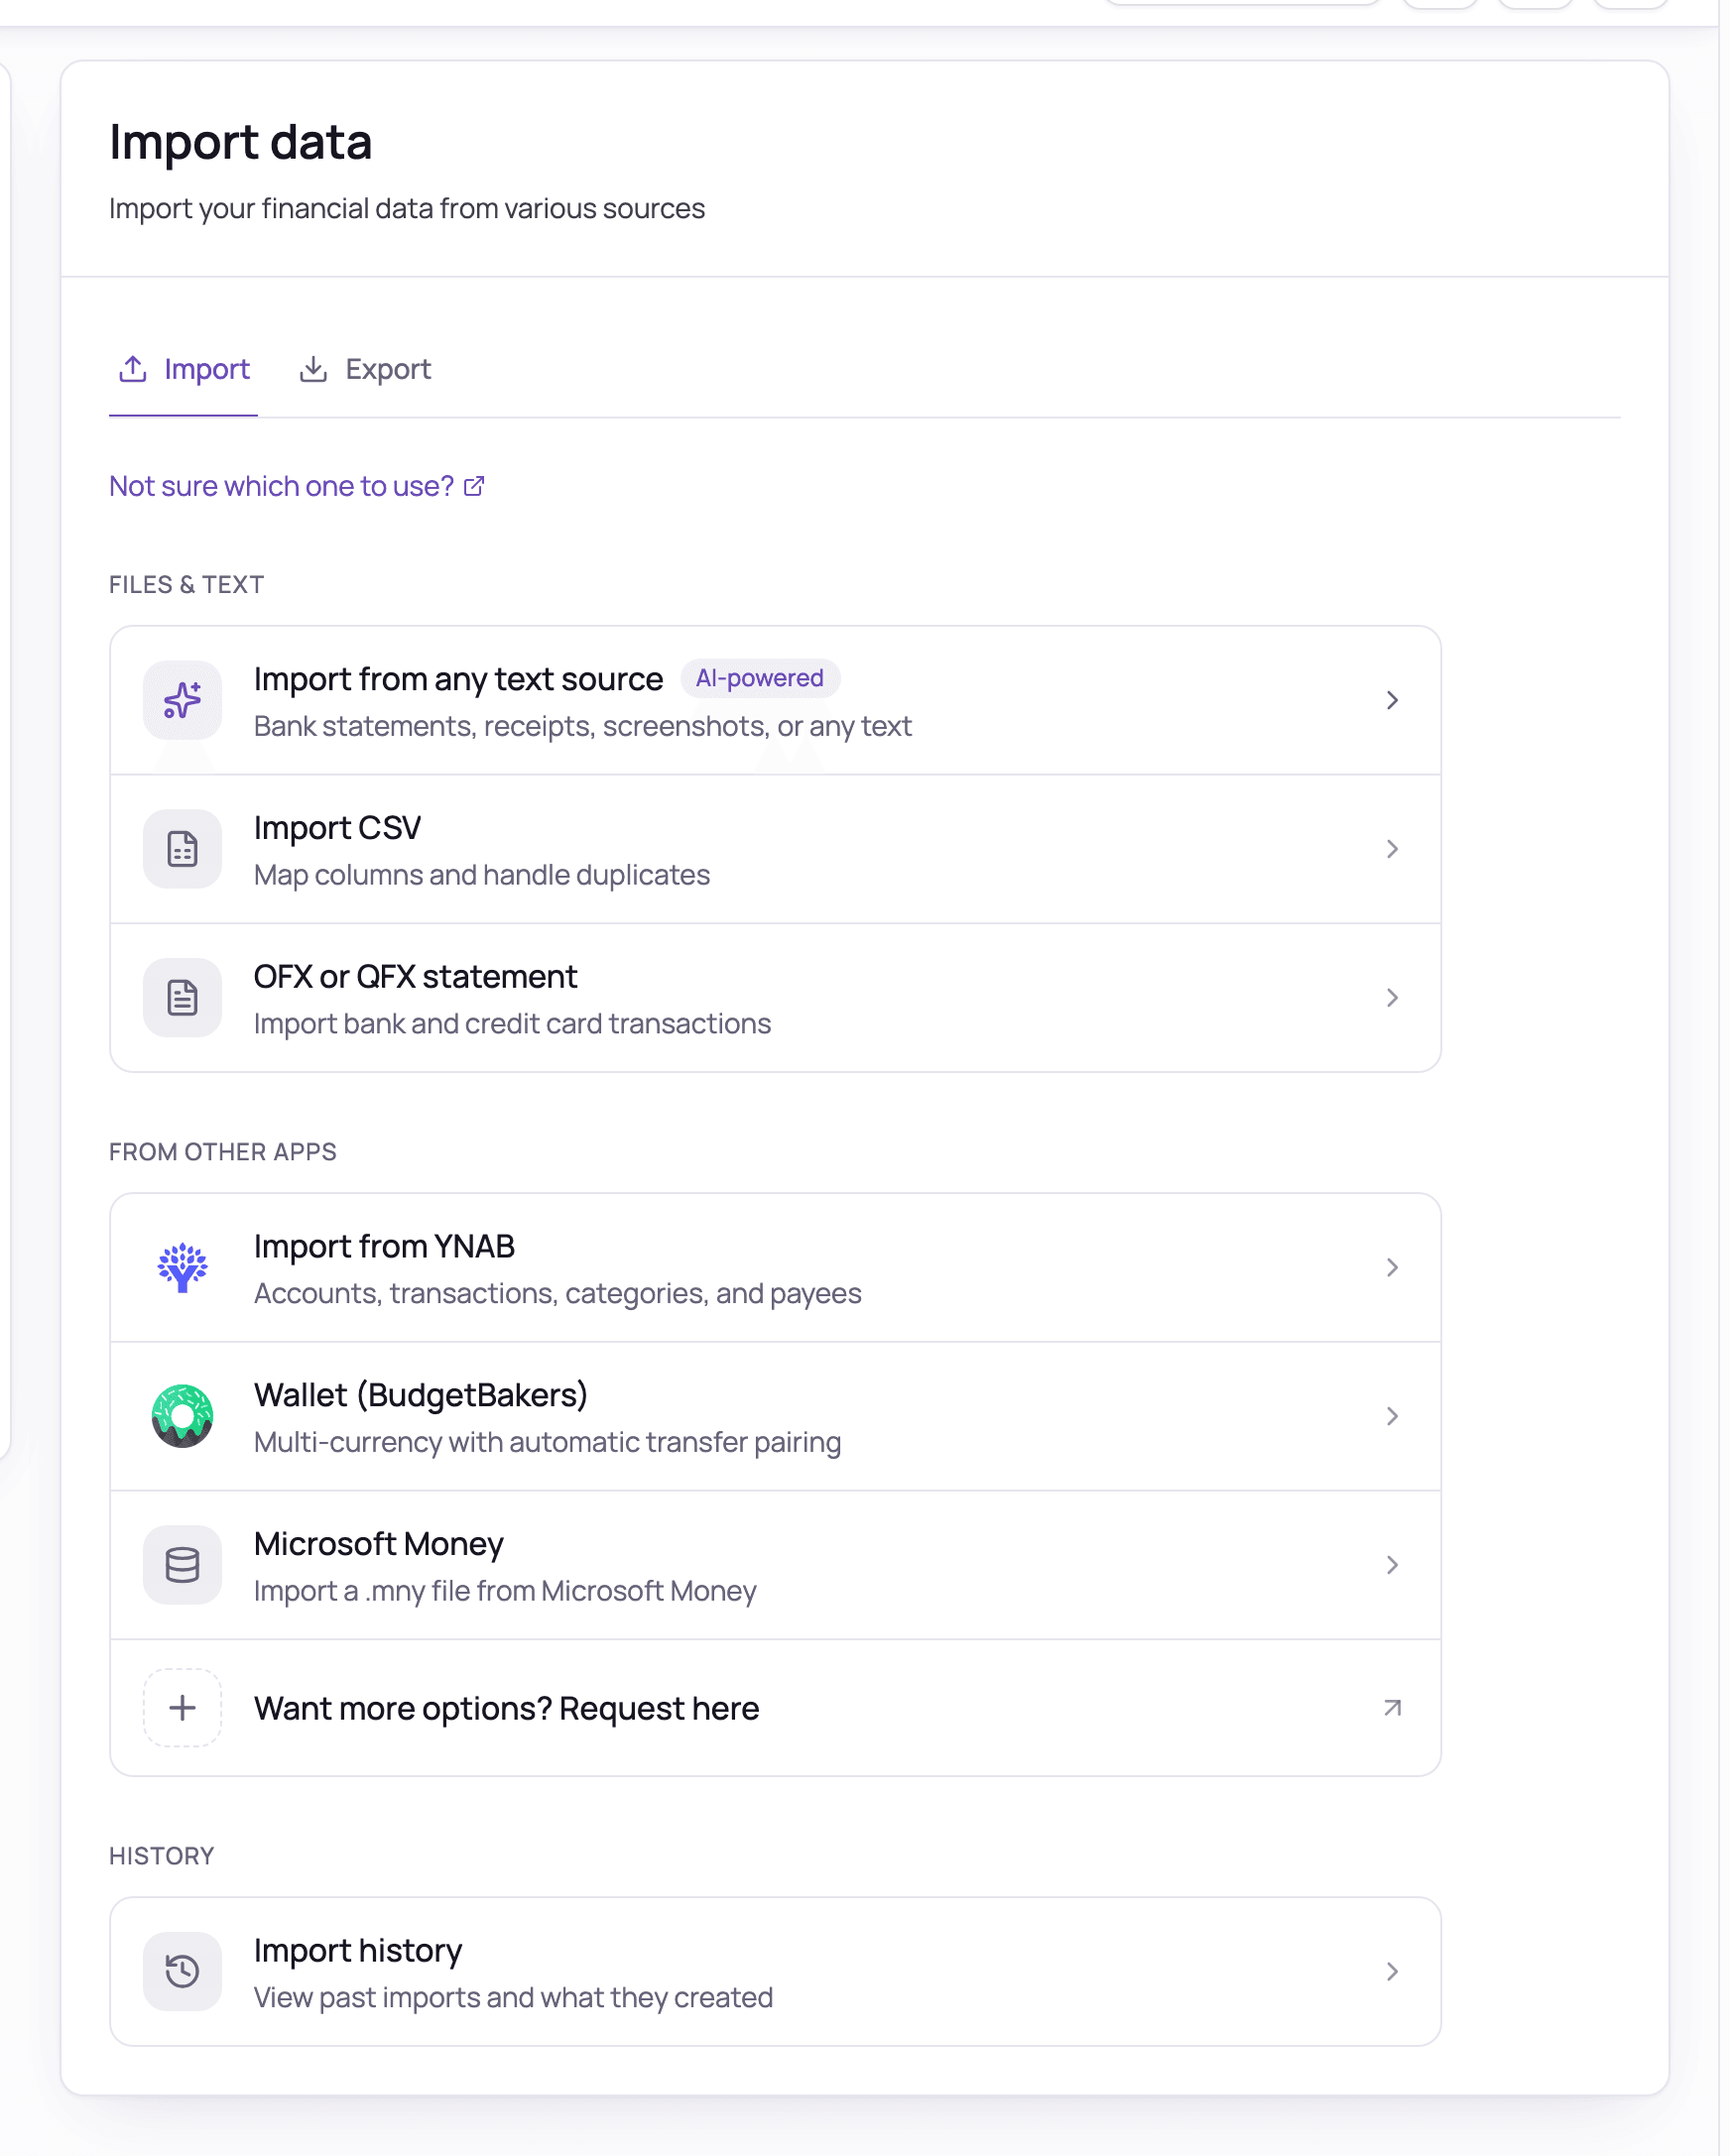 Import data
Import your financial data from various sources
Import
Export
Not sure which one to use?
FILES & TEXT
Import from any text source AI-powered
Bank statements, receipts, screenshots, or any text
Import CSV
Map columns and handle duplicates
OFX or QFX statement
Import bank and credit card transactions
FROM OTHER APPS
Import from YNAB
Accounts, transactions, categories, and payees
Wallet (BudgetBakers)
Multi-currency with automatic transfer pairing
Microsoft Money
Import a .mny file from Microsoft Money
Want more options? Request here
HISTORY
Import history
View past imports and what they created